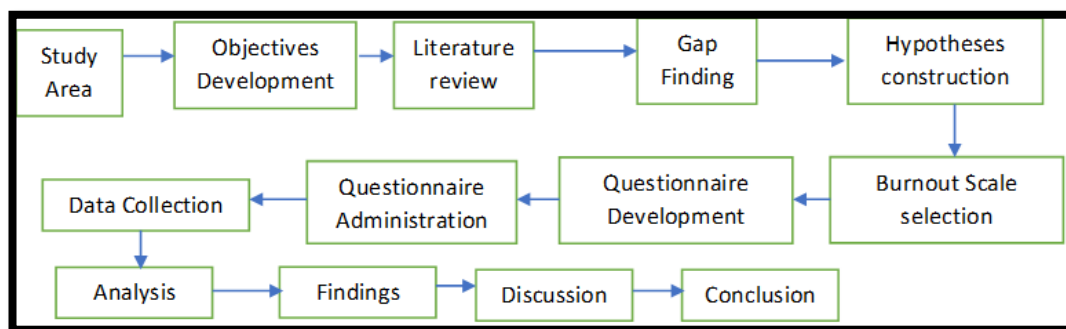 Study
Area
Objectives
Development
Literature
review
Gap
Finding
Hypotheses
construction
Burnout Scale
selection
Questionnaire
Development
Questionnaire
Administration
Data Collection
Analysis
Findings
Discussion
Conclusion